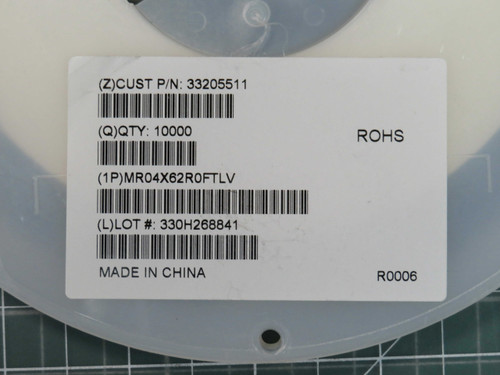 (Z)CUST P/N: 33205511
(Q)QTY: 10000
ROHS
(1P)MR04X62R0FTLV
(L)LOT #: 330H268841
MADE IN CHINA
R0006